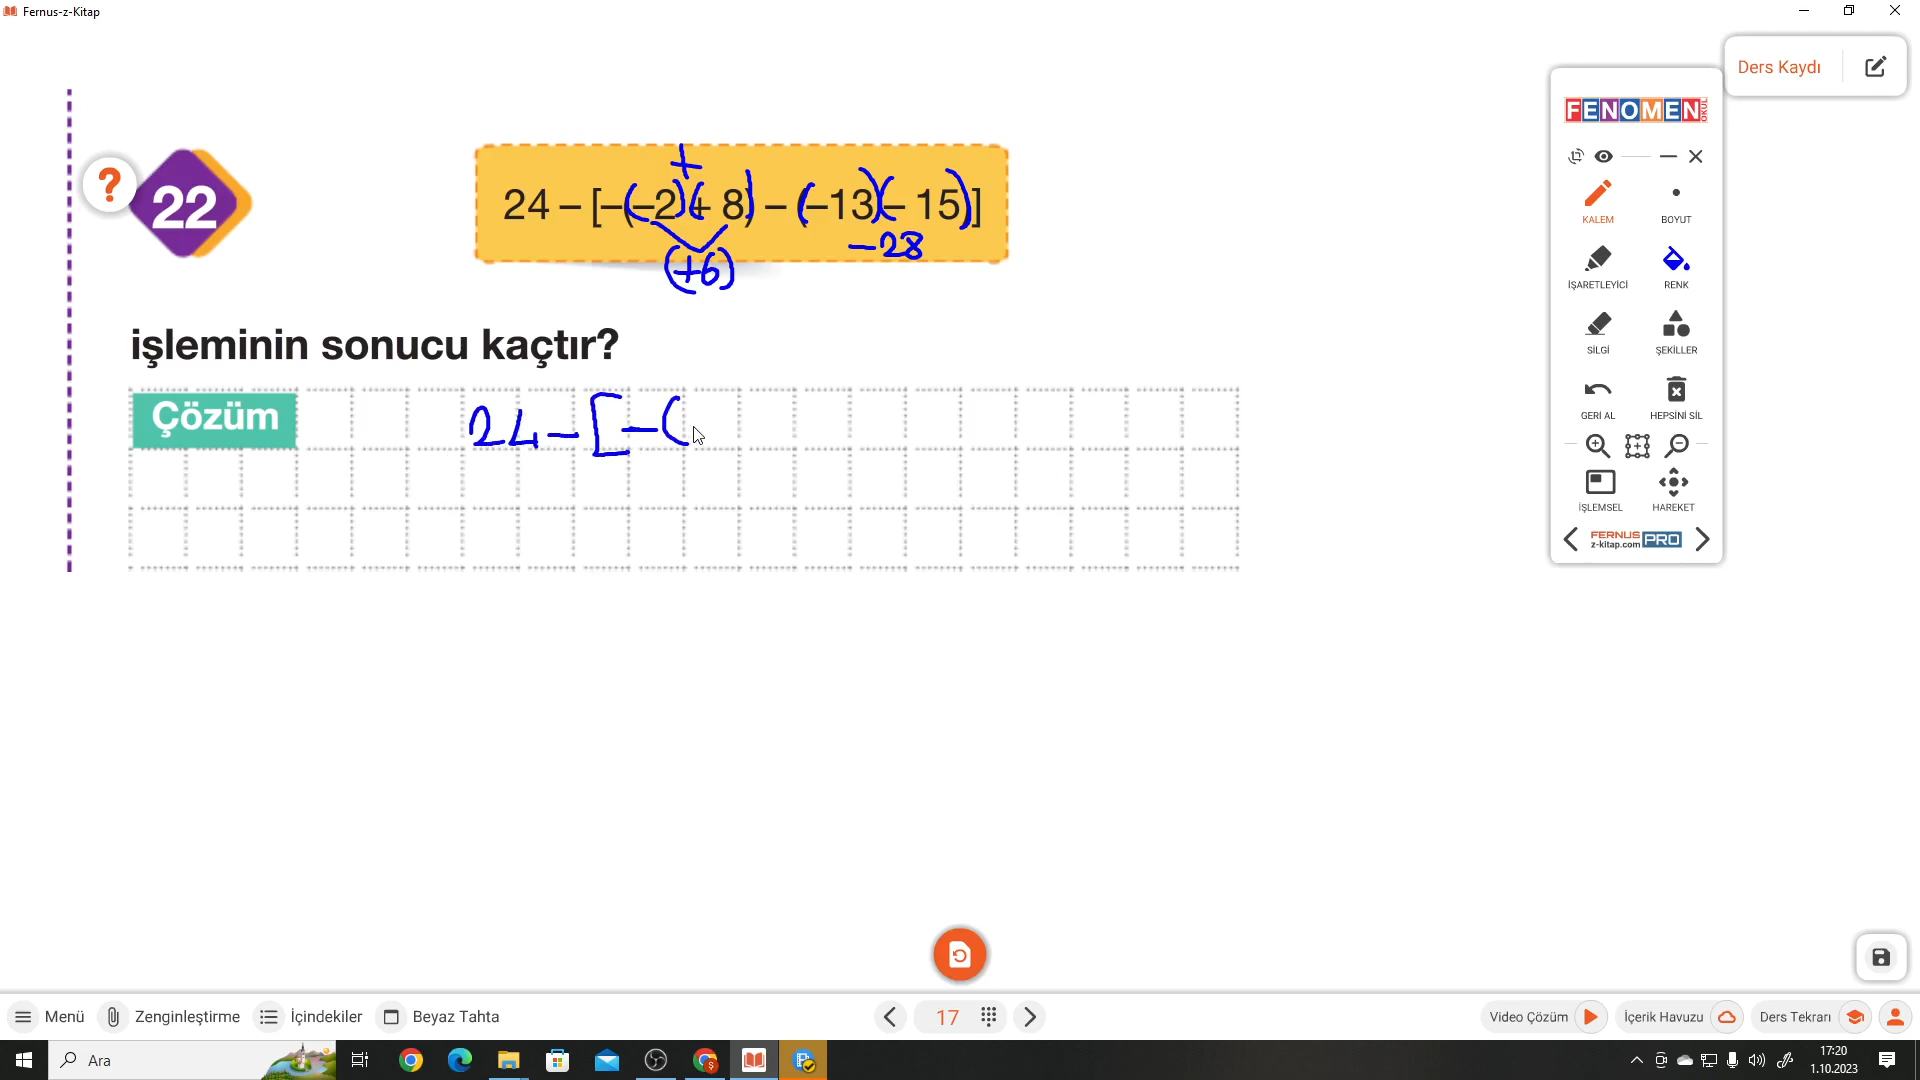 Fernus-z-Kitap
Ders Kaydı
FENOMEN OKUL
? 22
24 – [–(–2 + 8) – (–13 – 15)]
+
(+6)
–28
KALEM BOYUT
İŞARETLEYİCİ RENK
SİLGİ ŞEKİLLER
GERİ AL HEPSİNİ SİL
İŞLEMSEL HAREKET
FERNUS z-kitap.com PRO
işleminin sonucu kaçtır?
Çözüm
24 – [ – (
Menü Zenginleştirme İçindekiler Beyaz Tahta 17 Video Çözüm İçerik Havuzu Ders Tekrarı
Ara
17:20
1.10.2023